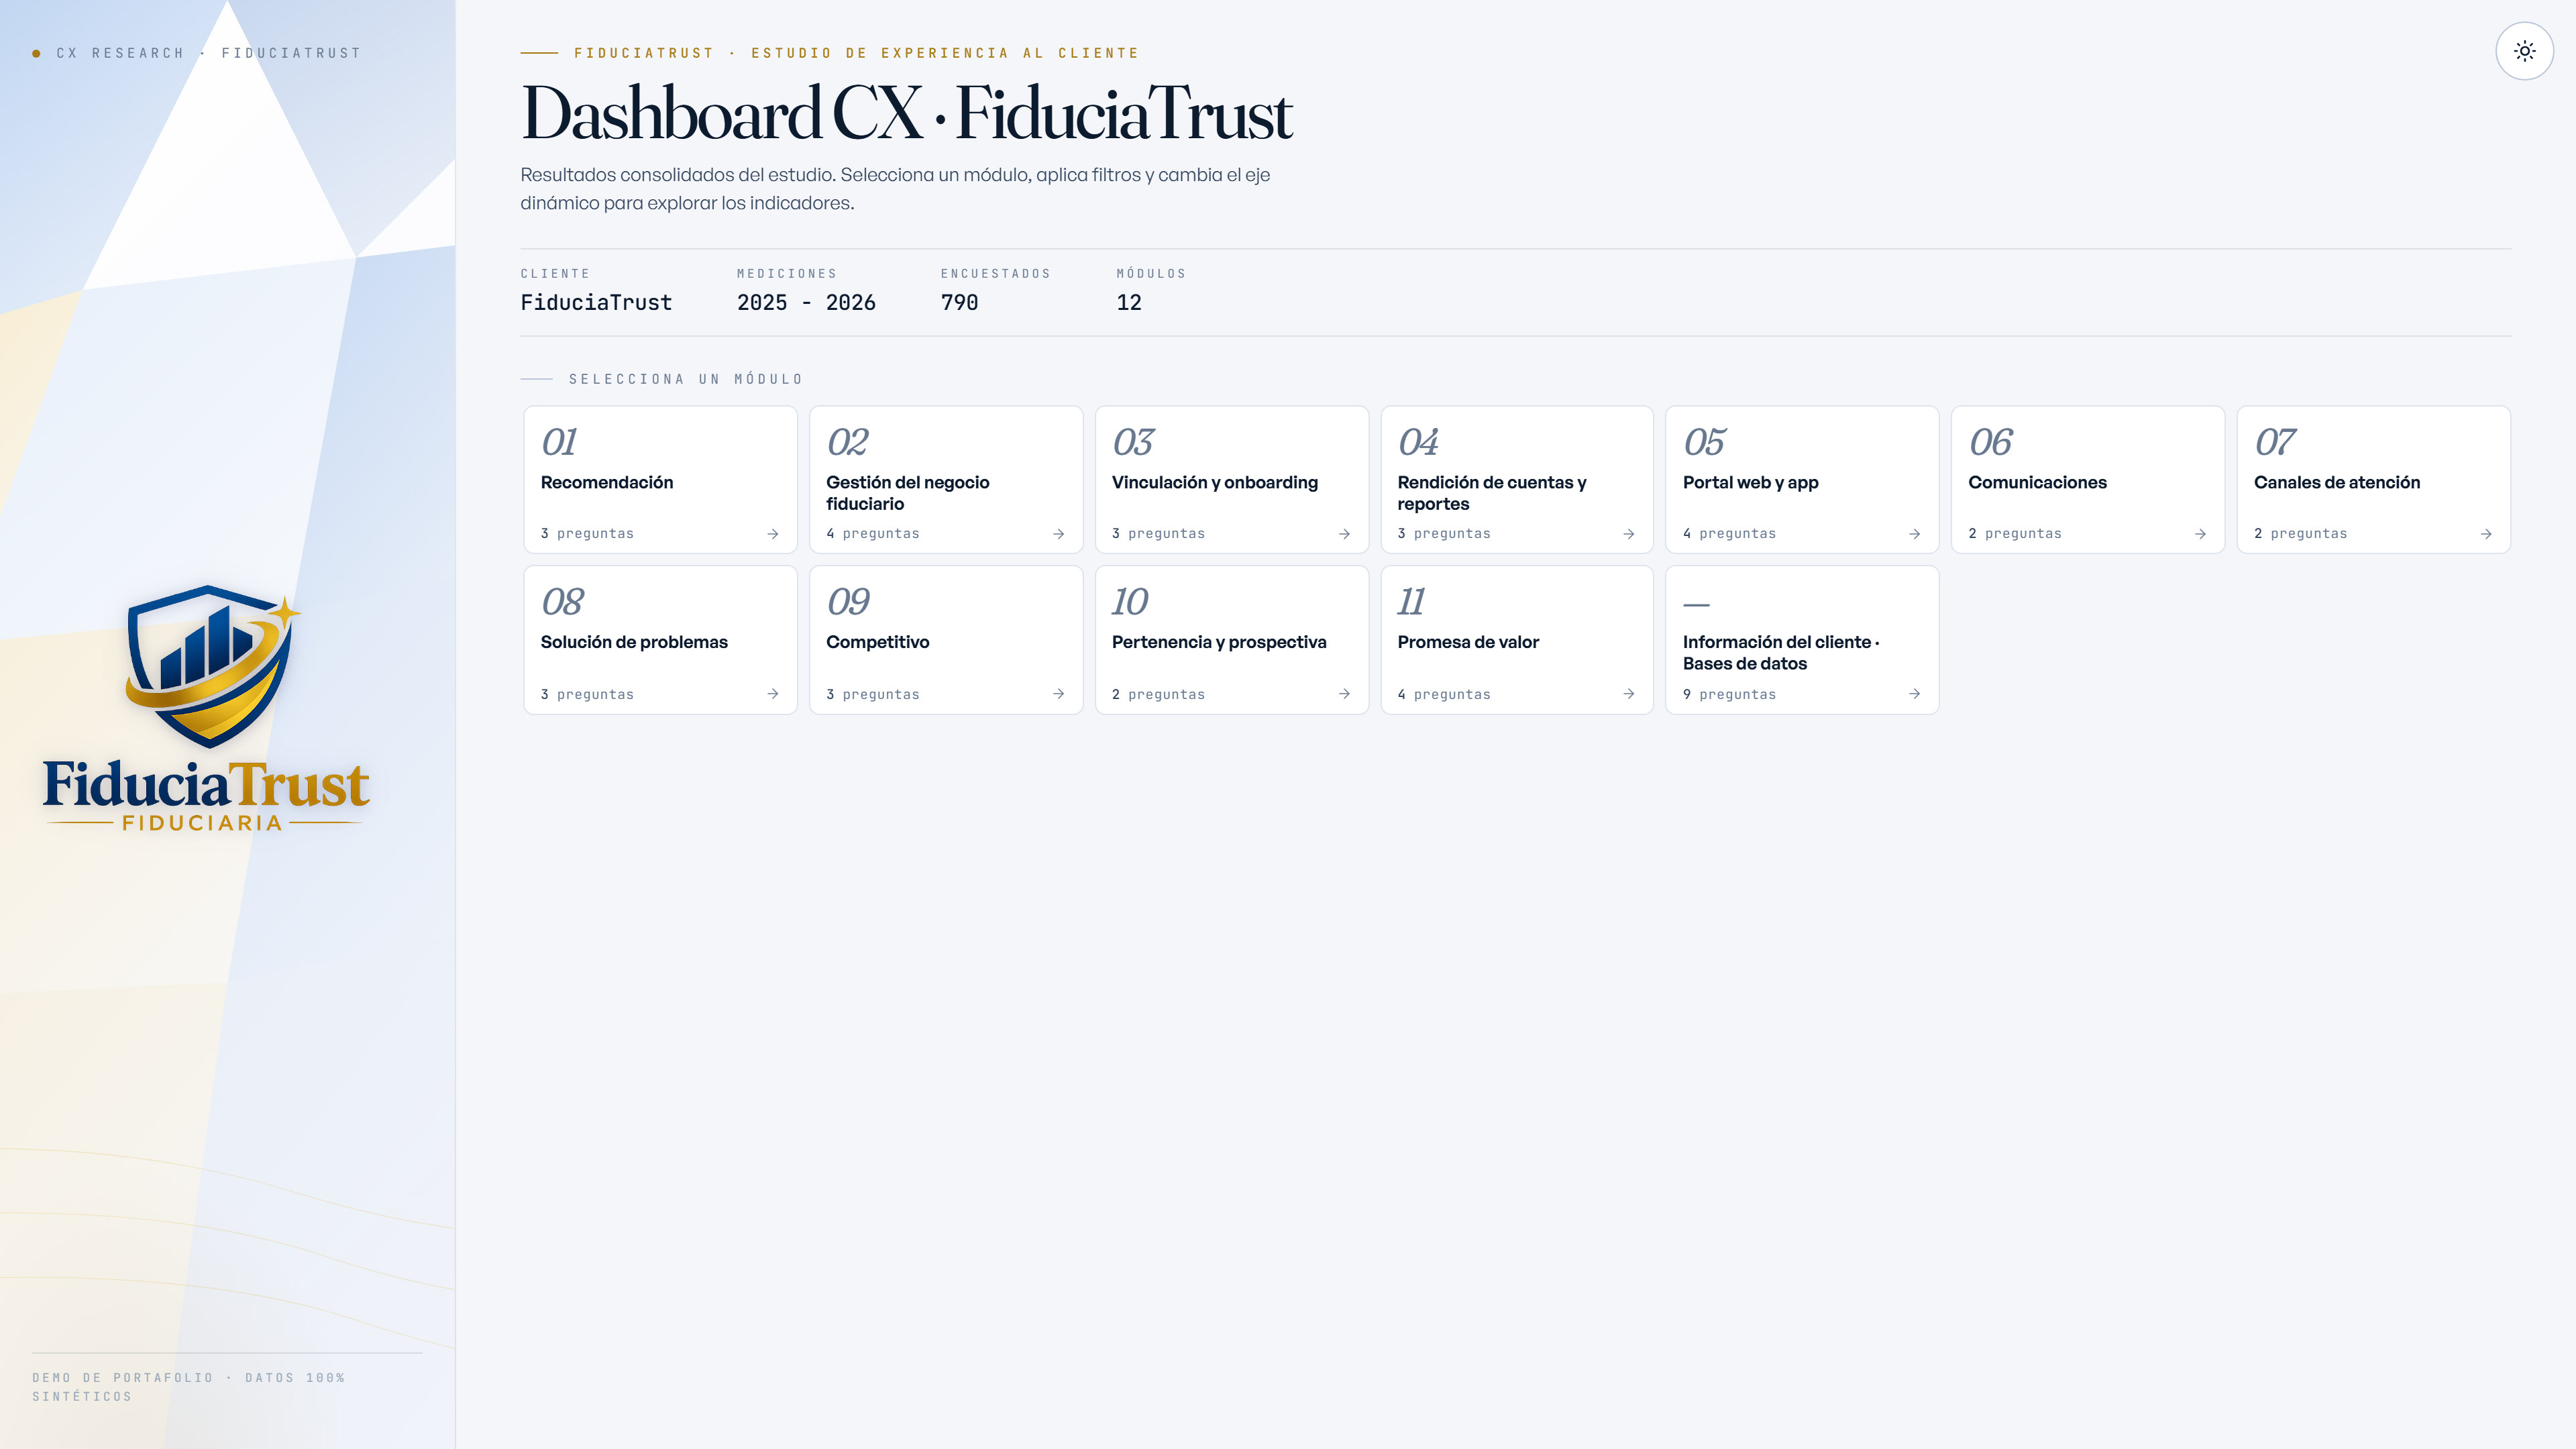 CX RESEARCH · FIDUCIATRUST
FiduciaTrust
FIDUCIARIA
DEMO DE PORTAFOLIO · DATOS 100%
SINTÉTICOS
FIDUCIATRUST · ESTUDIO DE EXPERIENCIA AL CLIENTE
Dashboard CX · FiduciaTrust
Resultados consolidados del estudio. Selecciona un módulo, aplica filtros y cambia el eje
dinámico para explorar los indicadores.
CLIENTE
FiduciaTrust
MEDICIONES
2025 - 2026
ENCUESTADOS
790
MÓDULOS
12
SELECCIONA UN MÓDULO
01
Recomendación
3 preguntas
02
Gestión del negocio
fiduciario
4 preguntas
03
Vinculación y onboarding
3 preguntas
04
Rendición de cuentas y
reportes
3 preguntas
05
Portal web y app
4 preguntas
06
Comunicaciones
2 preguntas
07
Canales de atención
2 preguntas
08
Solución de problemas
3 preguntas
09
Competitivo
3 preguntas
10
Pertenencia y prospectiva
2 preguntas
11
Promesa de valor
4 preguntas
—
Información del cliente ·
Bases de datos
9 preguntas